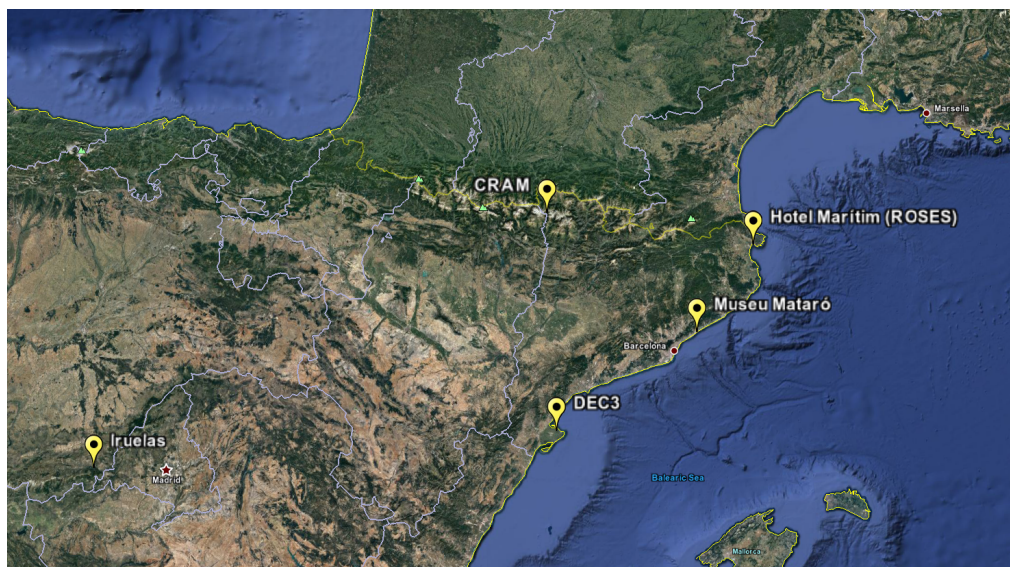 Marsella
CRAM
Hotel Marítim (ROSES)
Museu Mataró
Barcelona
DEC3
Iruelas
Madrid
Balearic Sea
Mallorca